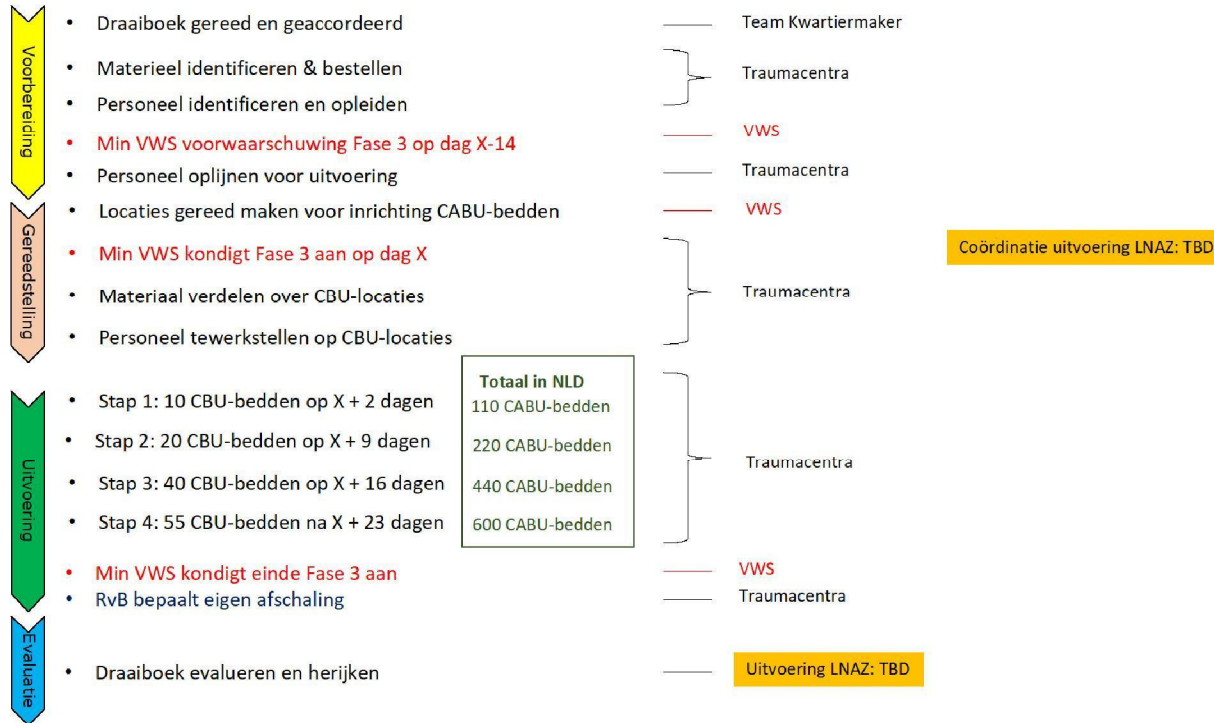 Voorbereiding
• Draaiboek gereed en geaccordeerd
Team Kwartiermaker
• Materieel identificeren & bestellen
• Personeel identificeren en opleiden
Traumacentra
• Min VWS voorwaarschuwing Fase 3 op dag X-14
VWS
• Personeel oplijnen voor uitvoering
Traumacentra
Gereedstelling
• Locaties gereed maken voor inrichting CABU-bedden
VWS
• Min VWS kondigt Fase 3 aan op dag X
• Materiaal verdelen over CBU-locaties
• Personeel tewerkstellen op CBU-locaties
Traumacentra
Coördinatie uitvoering LNAZ: TBD
Uitvoering
Totaal in NLD
• Stap 1: 10 CBU-bedden op X + 2 dagen
110 CABU-bedden
• Stap 2: 20 CBU-bedden op X + 9 dagen
220 CABU-bedden
• Stap 3: 40 CBU-bedden op X + 16 dagen
440 CABU-bedden
• Stap 4: 55 CBU-bedden na X + 23 dagen
600 CABU-bedden
Traumacentra
• Min VWS kondigt einde Fase 3 aan
VWS
• RvB bepaalt eigen afschaling
Traumacentra
Evaluatie
• Draaiboek evalueren en herijken
Uitvoering LNAZ: TBD